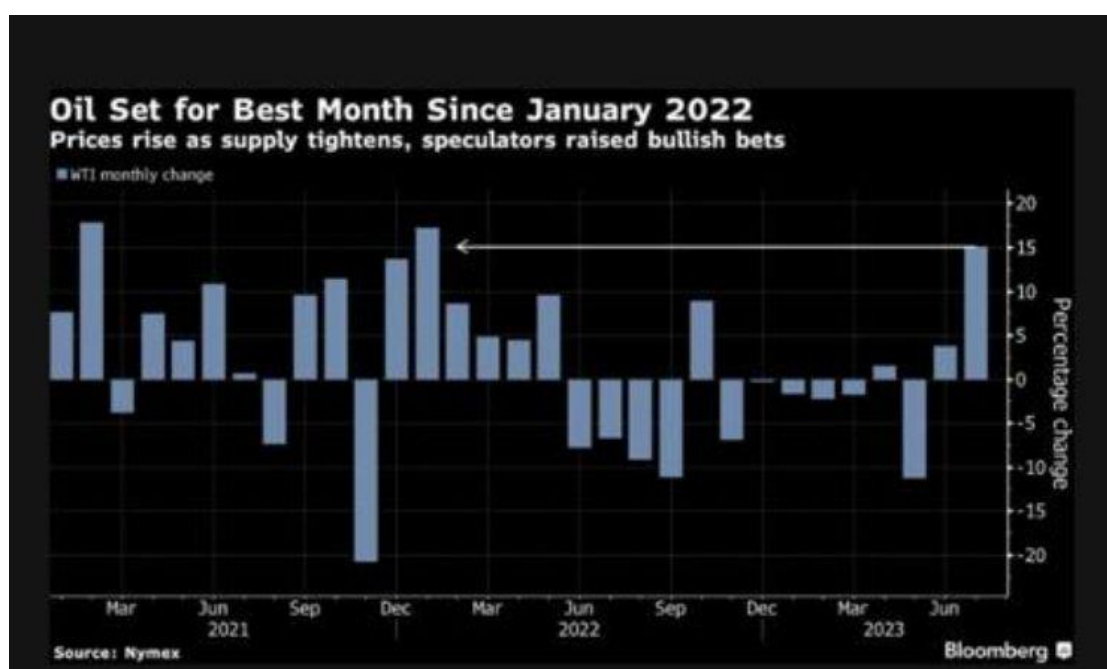 Oil Set for Best Month Since January 2022
Prices rise as supply tightens, speculators raised bullish bets
WTI monthly change
20
15
10
5
0
-5
-10
-15
-20
Percentage change
Mar Jun Sep Dec Mar Jun Sep Dec Mar Jun
2021 2022 2023
Source: Nymex Bloomberg